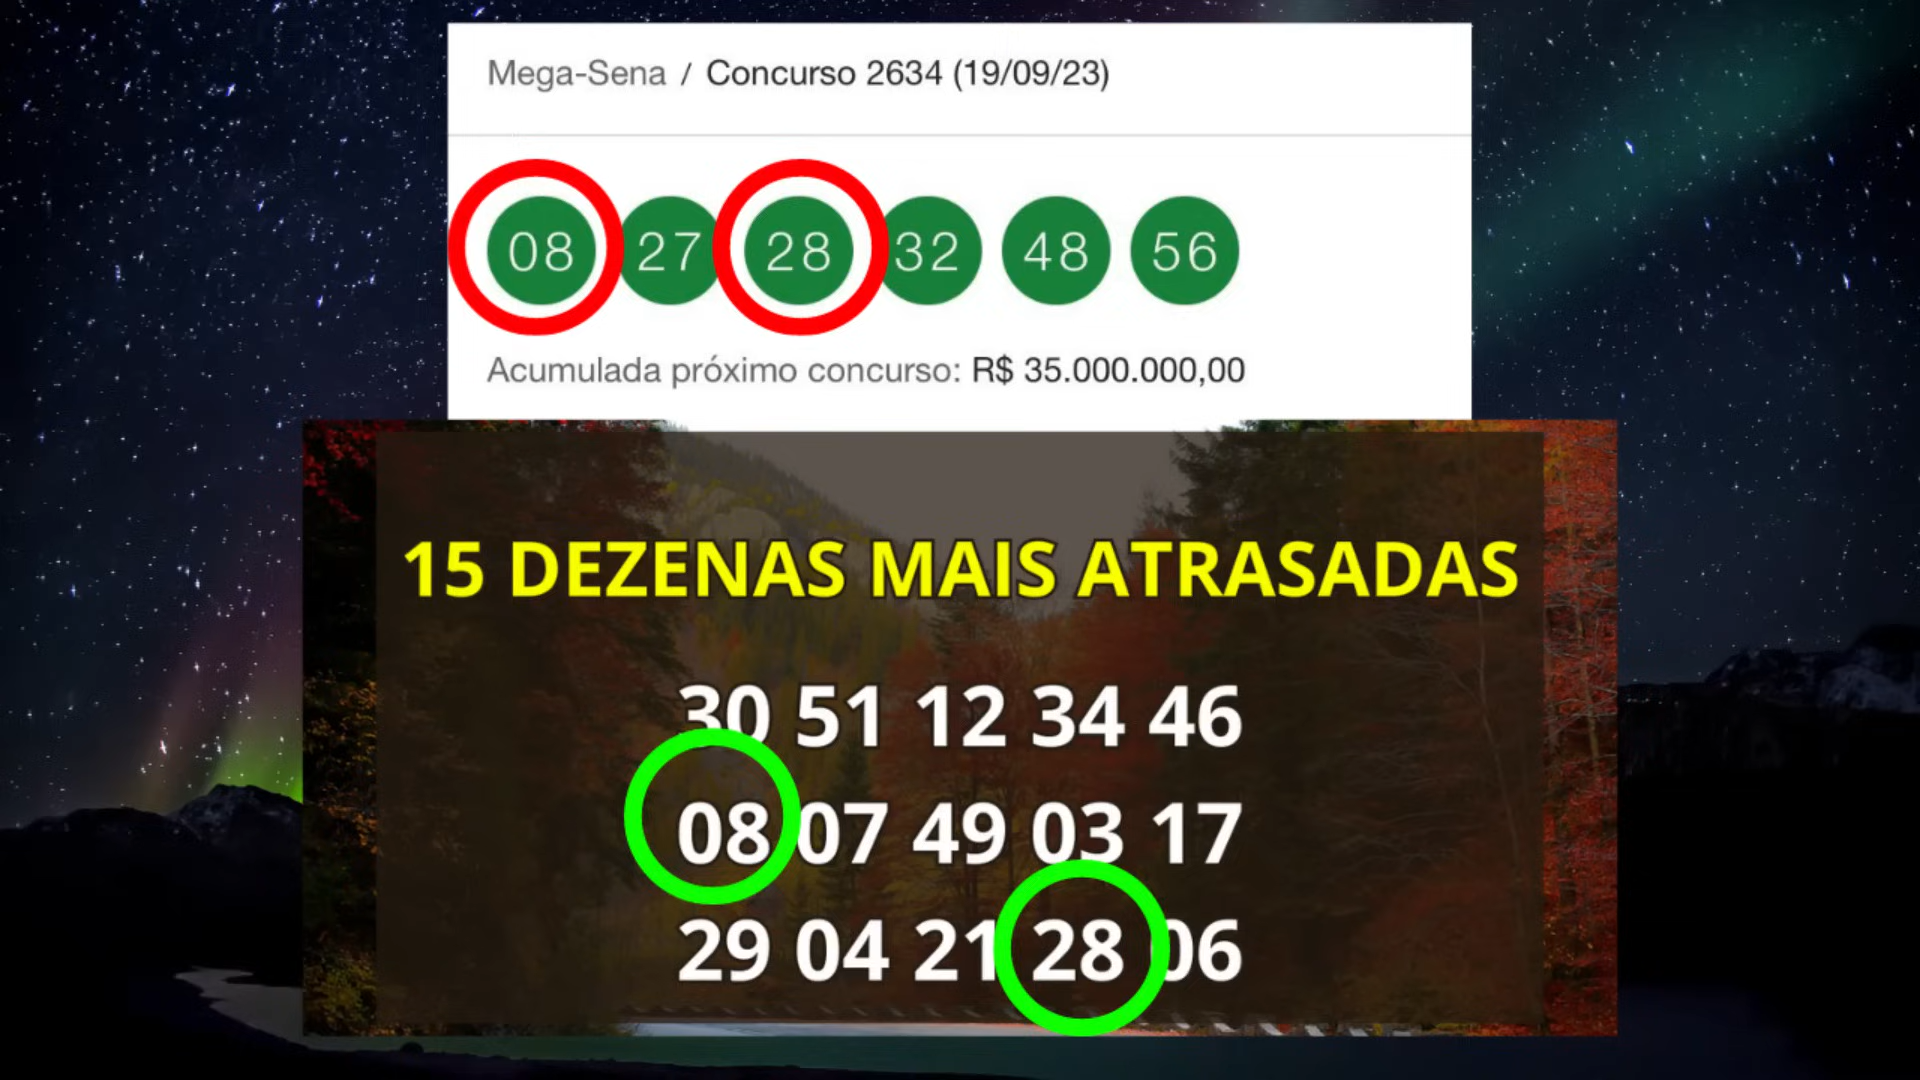 Mega-Sena / Concurso 2634 (19/09/23)
08 27 28 32 48 56
Acumulada próximo concurso: R$ 35.000.000,00
15 DEZENAS MAIS ATRASADAS
30 51 12 34 46
08 07 49 03 17
29 04 21 28 06